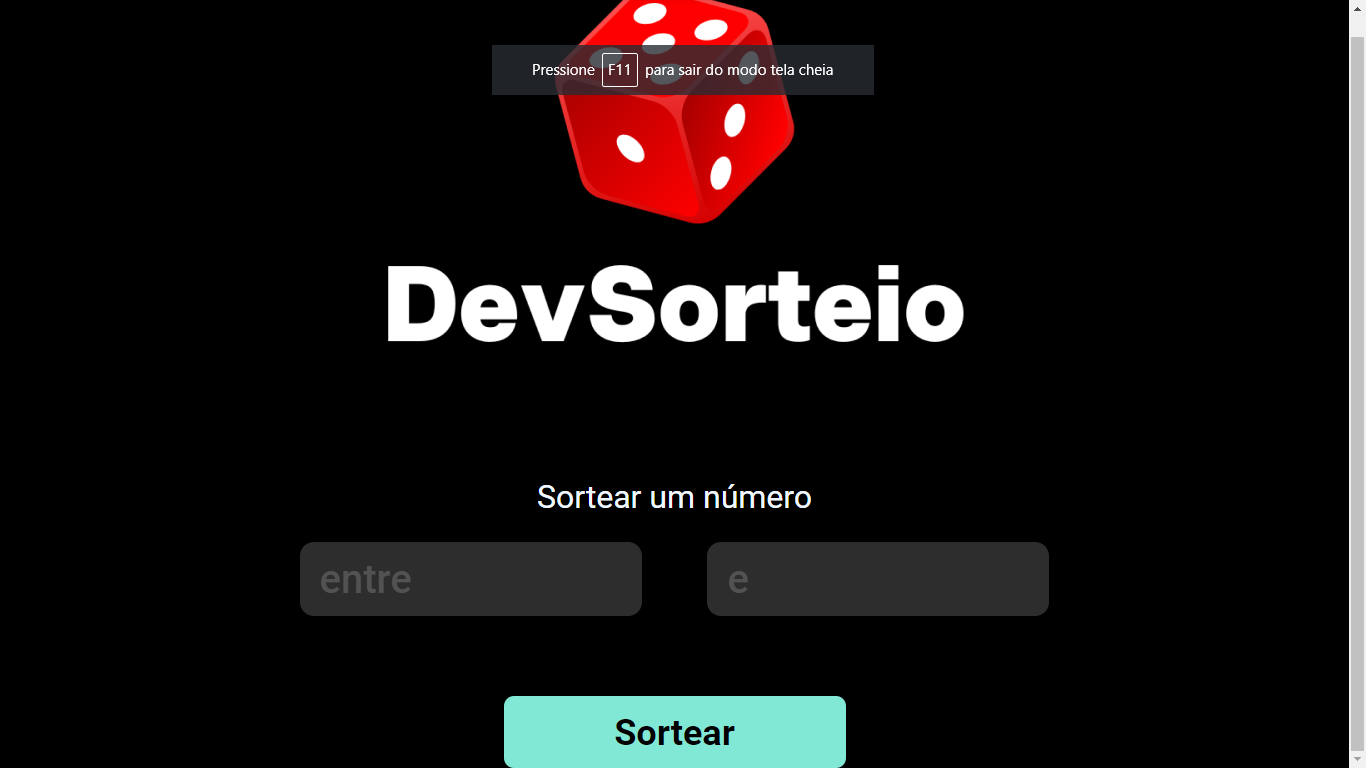 Pressione F11 para sair do modo tela cheia
DevSorteio
Sortear um número
entre e
Sortear